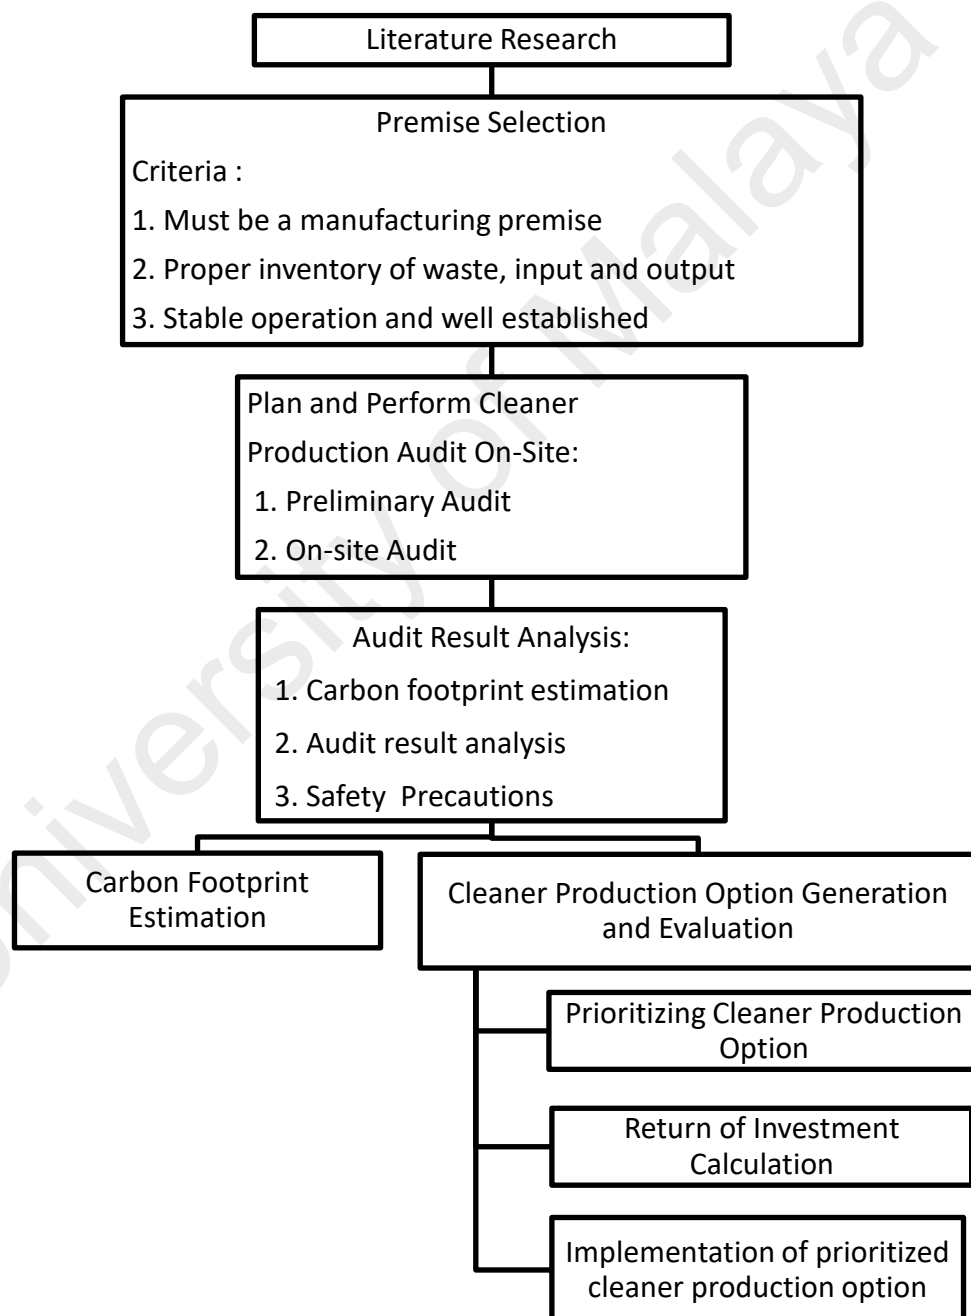 Literature Research
Premise Selection
Criteria :
1. Must be a manufacturing premise
2. Proper inventory of waste, input and output
3. Stable operation and well established
Plan and Perform Cleaner
Production Audit On-Site:
1. Preliminary Audit
2. On-site Audit
Audit Result Analysis:
1. Carbon footprint estimation
2. Audit result analysis
3. Safety Precautions
Carbon Footprint
Estimation
Cleaner Production Option Generation
and Evaluation
Prioritizing Cleaner Production
Option
Return of Investment
Calculation
Implementation of prioritized
cleaner production option
University of Malaya